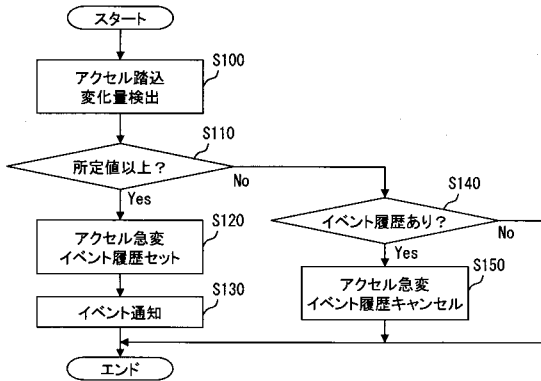 スタート
S100
アクセル踏込
変化量検出
S110
所定値以上?
No
Yes
S140
イベント履歴あり?
No
Yes
S120
アクセル急変
イベント履歴セット
S150
アクセル急変
イベント履歴キャンセル
S130
イベント通知
エンド